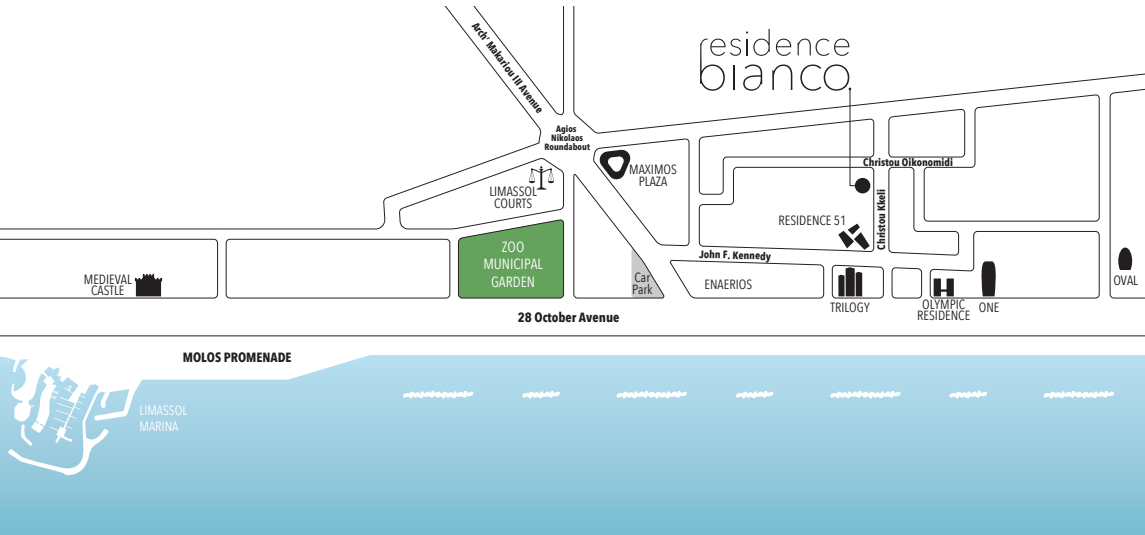 residence
bianco
Arch' Makariou III Avenue
Agios
Nikolaos
Roundabout
MAXIMOS
PLAZA
Christou Oikonomidi
LIMASSOL
COURTS
Christou Kkeli
RESIDENCE 51
ZOO
MUNICIPAL
GARDEN
John F. Kennedy
MEDIEVAL
CASTLE
Car
Park
ENAERIOS
TRILOGY
OLYMPIC
RESIDENCE
ONE
OVAL
28 October Avenue
MOLOS PROMENADE
LIMASSOL
MARINA